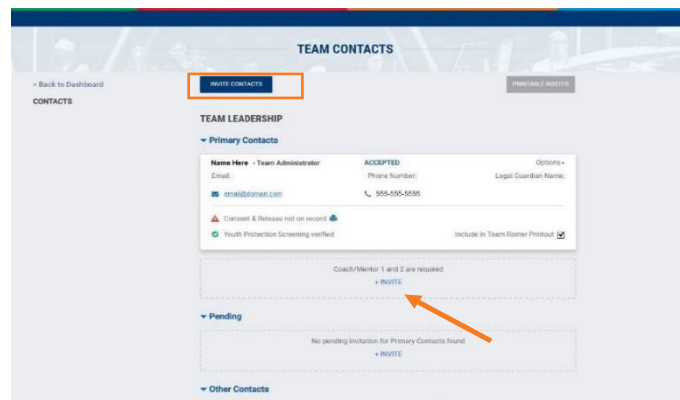 TEAM CONTACTS
< Back to Dashboard
INVITE CONTACTS
PRINTABLE ROSTER
CONTACTS
TEAM LEADERSHIP
Primary Contacts
Name Here - Team Administrator ACCEPTED Options
Email: Phone Number: Legal Guardian Name:
email@domain.com 555-555-5555
Consent & Release not on record
Youth Protection Screening verified Include in Team Roster Printout
Coach/Mentor 1 and 2 are required
+ INVITE
Pending
No pending invitation for Primary Contacts found
+ INVITE
Other Contacts